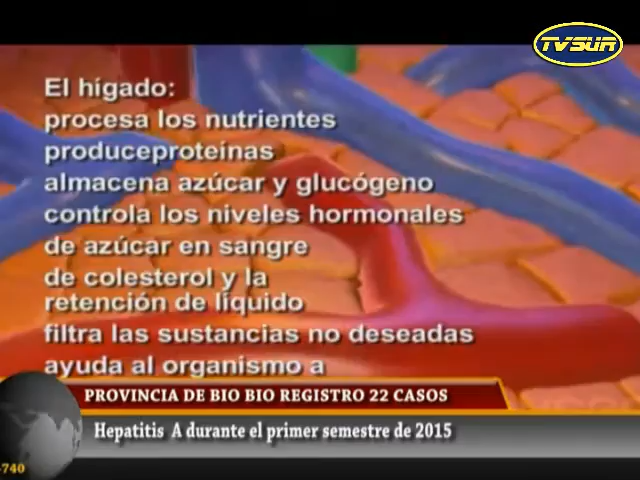 TVSUR
El hígado:
procesa los nutrientes
produceproteínas
almacena azúcar y glucógeno
controla los niveles hormonales
de azúcar en sangre
de colesterol y la
retención de líquido
filtra las sustancias no deseadas
ayuda al organismo a
PROVINCIA DE BIO BIO REGISTRO 22 CASOS
Hepatitis A durante el primer semestre de 2015
-740